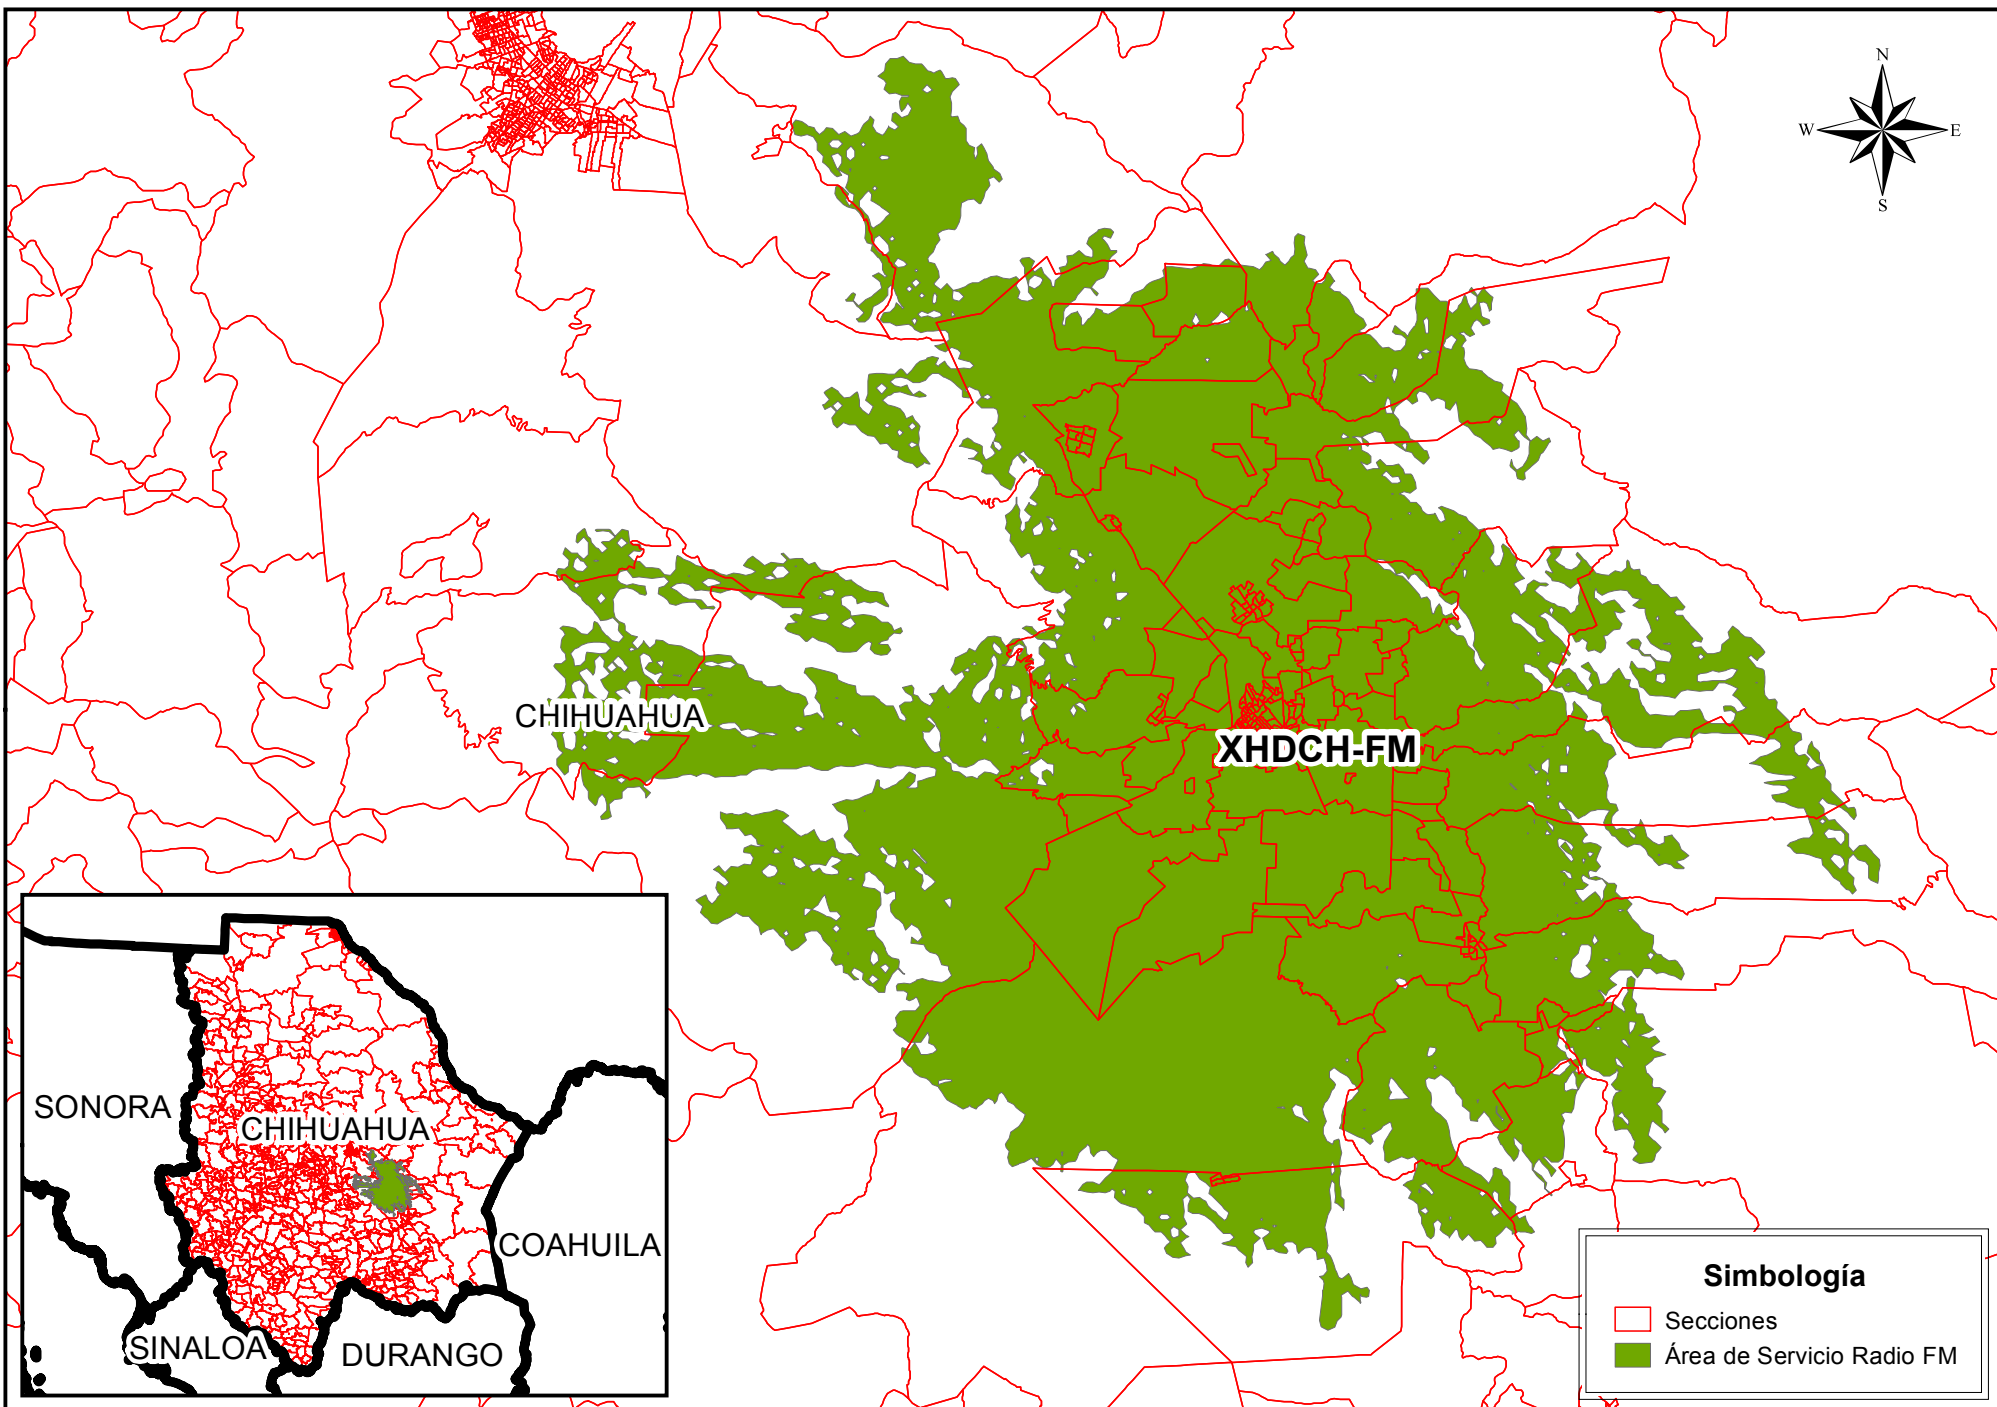 N
W E
S
CHIHUAHUA
XHDCH-FM
SONORA
CHIHUAHUA
COAHUILA
SINALOA
DURANGO
Simbología
Secciones
Área de Servicio Radio FM